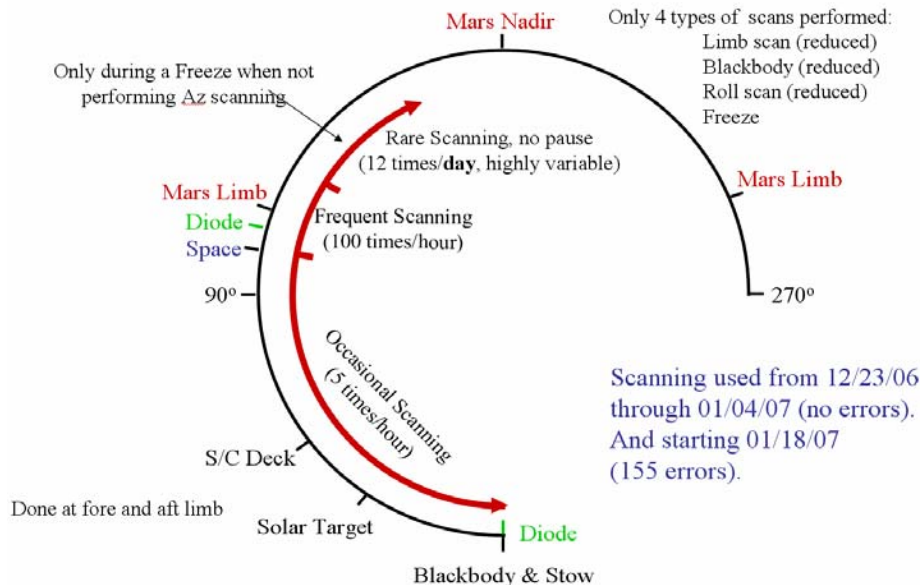 Mars Nadir
Only 4 types of scans performed:
Limb scan (reduced)
Blackbody (reduced)
Roll scan (reduced)
Freeze
Only during a Freeze when not
performing Az scanning
Rare Scanning, no pause
(12 times/day, highly variable)
Mars Limb
Mars Limb
Diode
Frequent Scanning
(100 times/hour)
Space
90º
270º
Occasional Scanning
(5 times/hour)
Scanning used from 12/23/06
through 01/04/07 (no errors).
And starting 01/18/07
(155 errors).
S/C Deck
Done at fore and aft limb
Solar Target
Diode
Blackbody & Stow